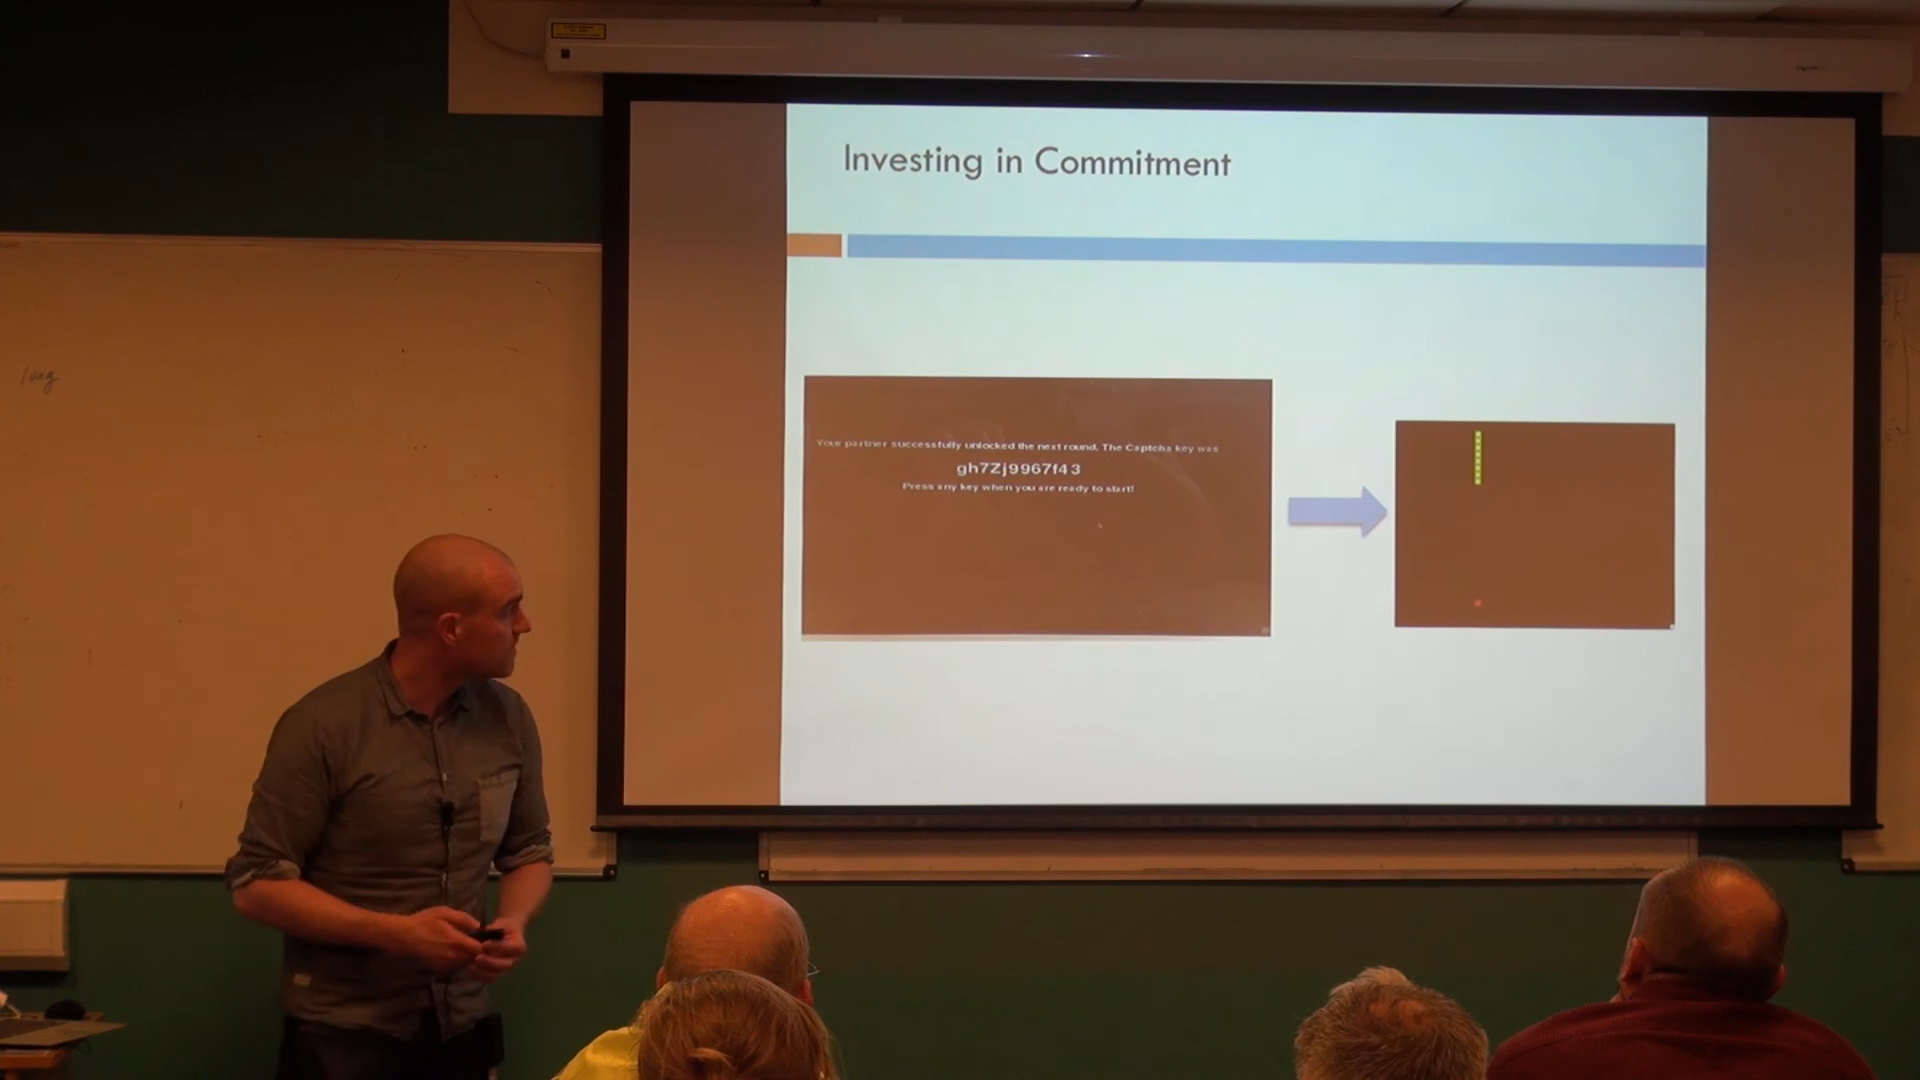 Investing in Commitment
Your partner successfully unlocked the next round. The Captcha key was
gh7Zj9967f43
Press any key when you are ready to start!
long